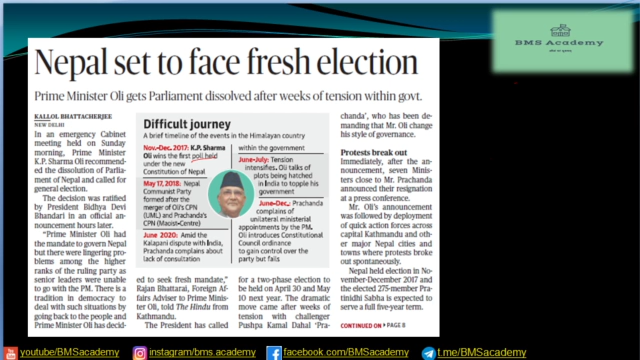 BMS Academy
Nepal set to face fresh election
Prime Minister Oli gets Parliament dissolved after weeks of tension within govt.
KALLOL BHATTACHERJEE
NEW DELHI
In an emergency Cabinet
meeting held on Sunday
morning, Prime Minister
K.P. Sharma Oli recommend-
ed the dissolution of Parlia-
ment of Nepal and called for
general election.
The decision was ratified
by President Bidhya Devi
Bhandari in an official an-
nouncement hours later.
“Prime Minister Oli had
the mandate to govern Nepal
but there were lingering pro-
blems among the higher
ranks of the ruling party as
senior leaders were unable
to go with the PM. There is a
tradition in democracy to
deal with such situations by
going back to the people and
Prime Minister Oli has decid-
Difficult journey
A brief timeline of the events in the Himalayan country
Nov.-Dec. 2017: K.P. Sharma
Oli wins the first poll held
under the new
Constitution of Nepal
May 17, 2018: Nepal
Communist Party
formed after the
merger of Oli's CPN
(UML) and Prachanda's
CPN (Maoist-Centre)
June 2020: Amid the
Kalapani dispute with India,
Prachanda complains about
lack of consultation
within the government
June-July: Tension
intensifies. Oli talks of
plots being hatched
in India to topple his
government
June-Dec.: Prachanda
complains of
unilateral ministerial
appointments by the PM.
Oli introduces Constitutional
Council ordinance
to gain control over the
party but fails
ed to seek fresh mandate,”
Rajan Bhattarai, Foreign Af-
fairs Adviser to Prime Minis-
ter Oli, told The Hindu from
Kathmandu.
The President has called
for a two-phase election to
be held on April 30 and May
10 next year. The dramatic
move came after weeks of
tension with challenger
Pushpa Kamal Dahal ‘Pra-
chanda’, who has been de-
manding that Mr. Oli change
his style of governance.
Protests break out
Immediately, after the an-
nouncement, seven Minis-
ters close to Mr. Prachanda
announced their resignation
at a press conference.
Mr. Oli's announcement
was followed by deployment
of quick action forces across
capital Kathmandu and oth-
er major Nepal cities and
towns where protests broke
out spontaneously.
Nepal held election in No-
vember-December 2017 and
the elected 275-member Pra-
tinidhi Sabha is expected to
serve a full five-year term.
CONTINUED ON ▸ PAGE 8
youtube/BMSacademy
instagram/bms.academy
facebook.com/BMSacademy
t.me/BMSacademy